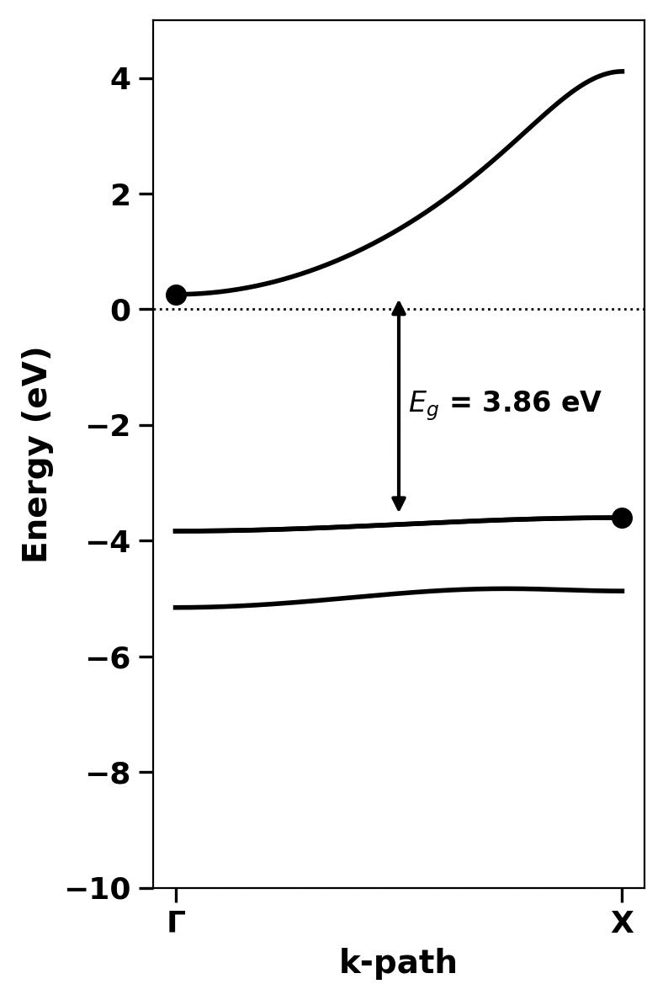 4
2
0
−2
−4
−6
−8
−10
Energy (eV)
E_g = 3.86 eV
Γ
X
k-path